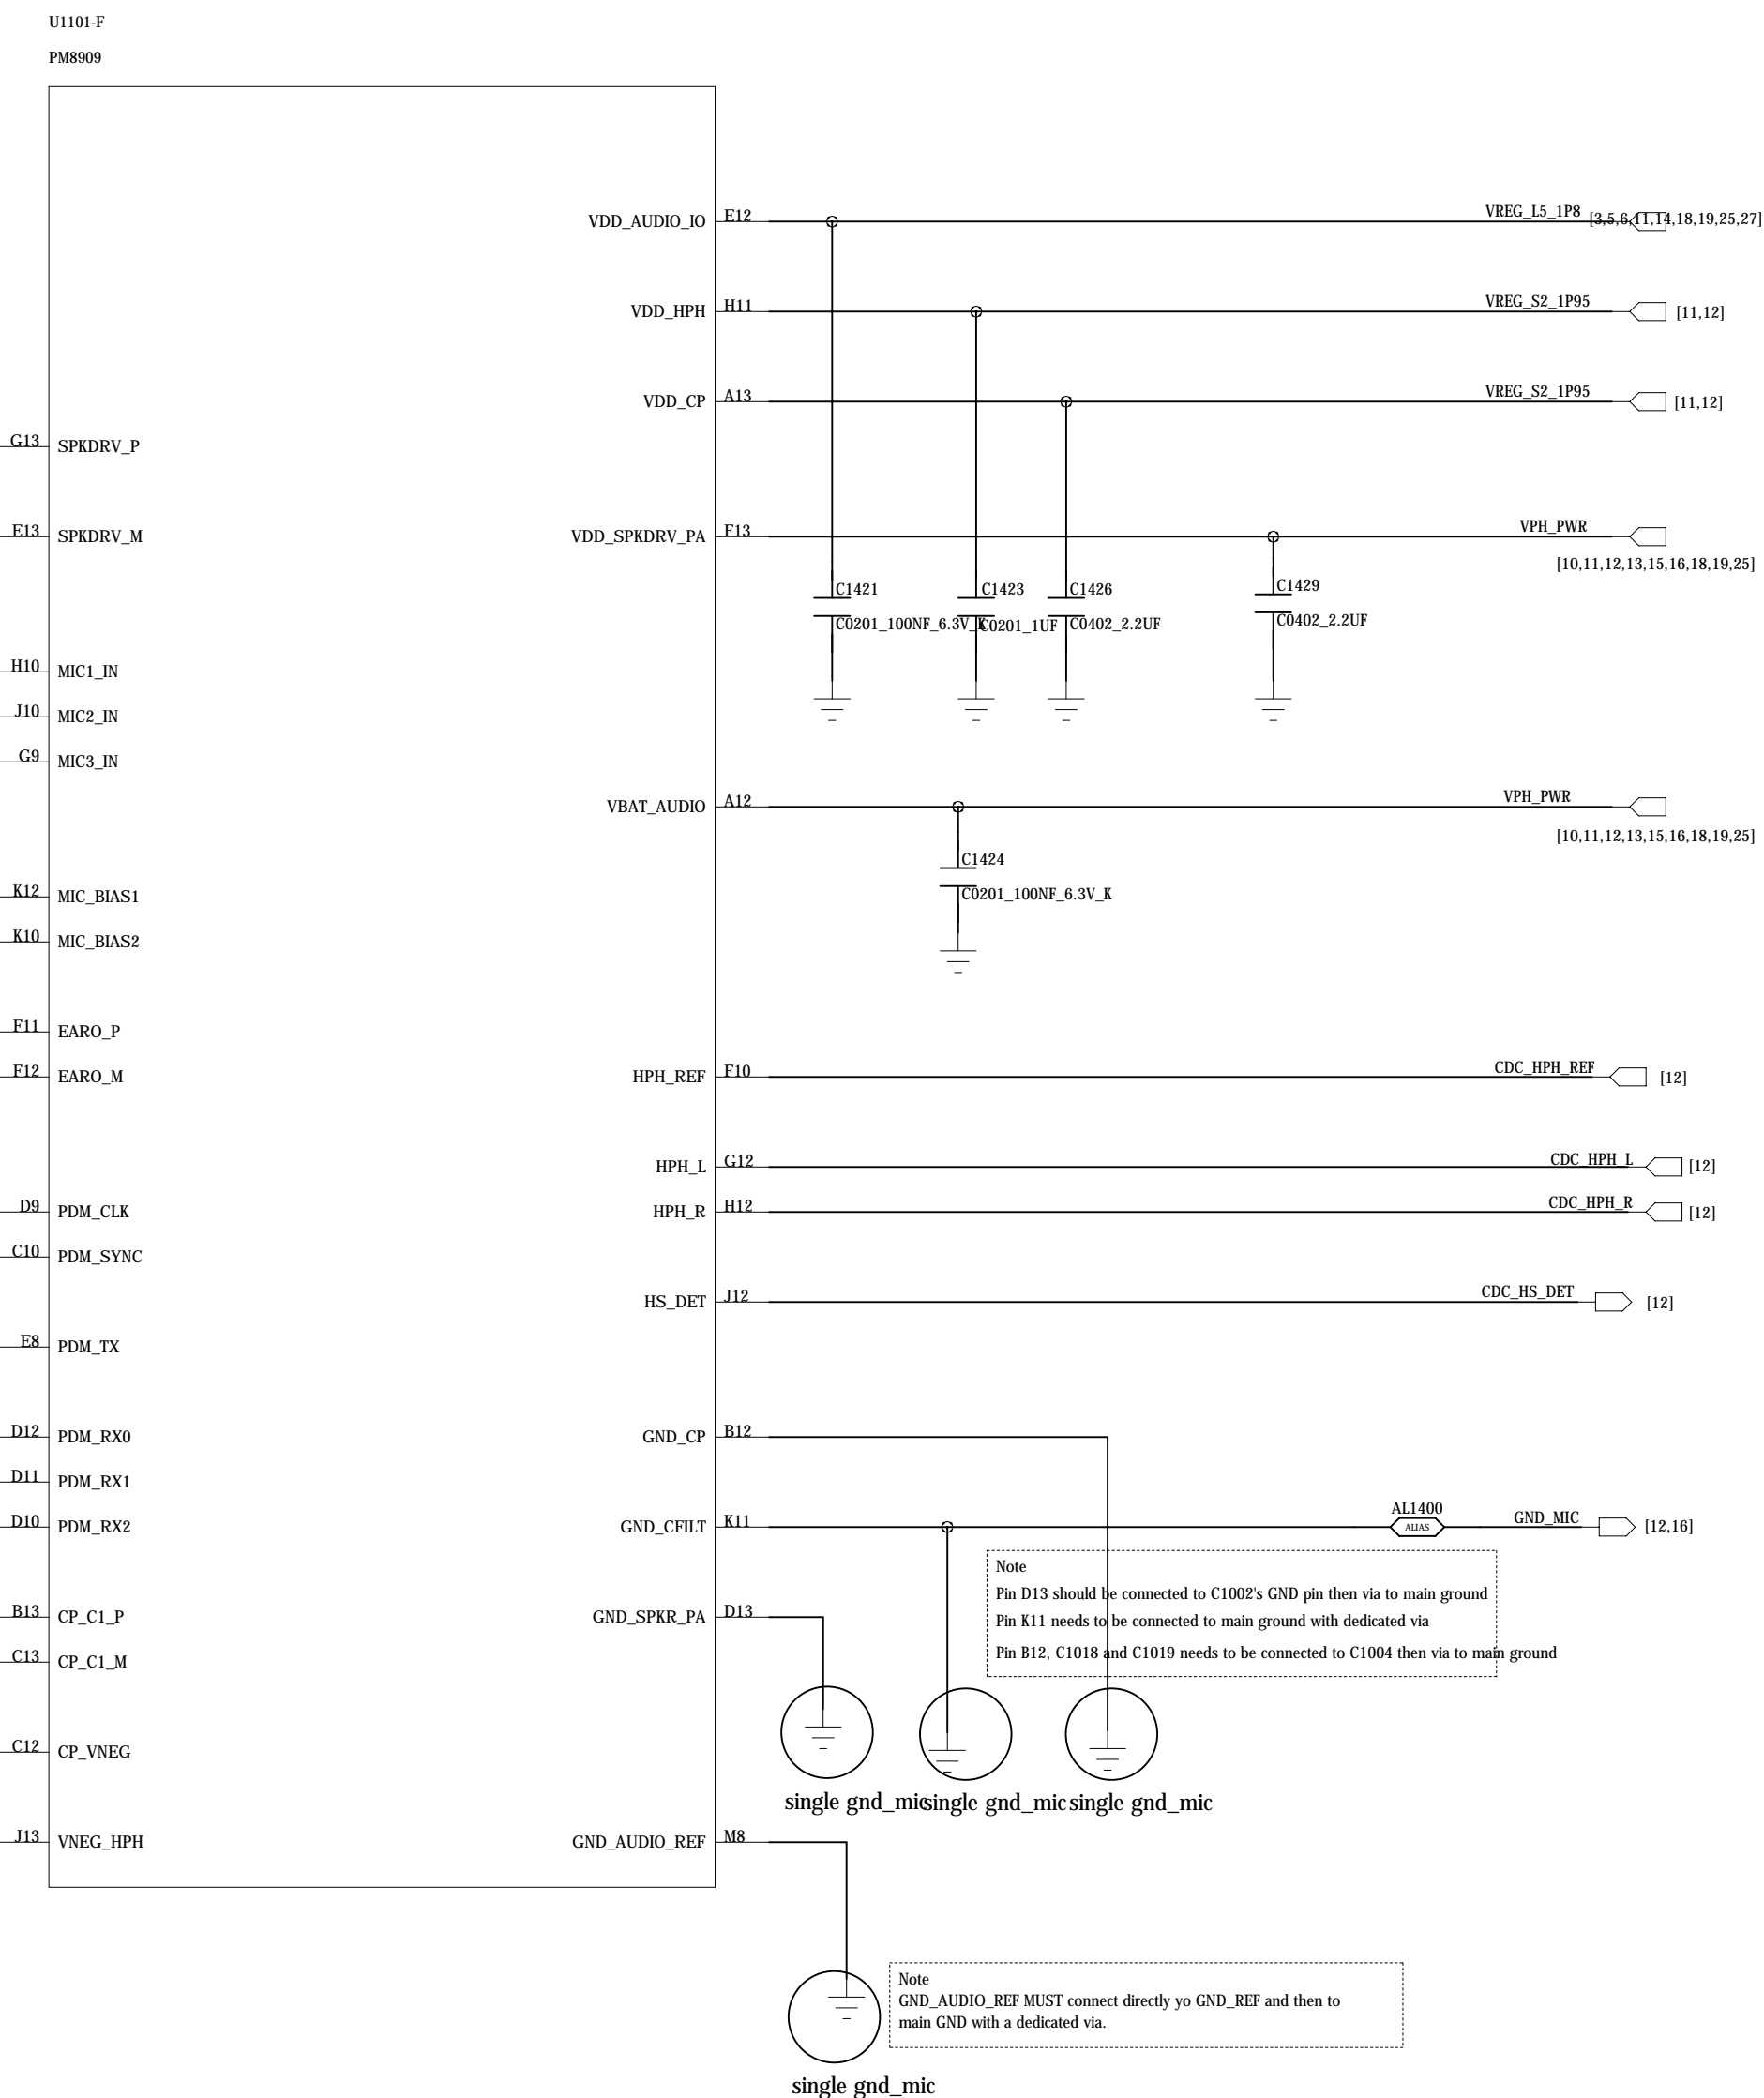 U1101-F
PM8909
VDD_AUDIO_IO E12 VREG_L5_1P8 [3,5,6,11,14,18,19,25,27]
VDD_HPH H11 VREG_S2_1P95 [11,12]
VDD_CP A13 VREG_S2_1P95 [11,12]
G13 SPKDRV_P
E13 SPKDRV_M VDD_SPKDRV_PA F13 VPH_PWR
[10,11,12,13,15,16,18,19,25]
C1421 C1423 C1426 C1429
C0201_100NF_6.3V_K C0201_1UF C0402_2.2UF C0402_2.2UF
H10 MIC1_IN
J10 MIC2_IN
G9 MIC3_IN
VBAT_AUDIO A12 VPH_PWR
[10,11,12,13,15,16,18,19,25]
C1424
C0201_100NF_6.3V_K
K12 MIC_BIAS1
K10 MIC_BIAS2
F11 EARO_P
F12 EARO_M HPH_REF F10 CDC_HPH_REF [12]
HPH_L G12 CDC_HPH_L [12]
D9 PDM_CLK HPH_R H12 CDC_HPH_R [12]
C10 PDM_SYNC
HS_DET J12 CDC_HS_DET [12]
E8 PDM_TX
D12 PDM_RX0 GND_CP B12
D11 PDM_RX1
AL1400
D10 PDM_RX2 GND_CFILT K11 ALIAS GND_MIC [12,16]
Note
Pin D13 should be connected to C1002's GND pin then via to main ground
Pin K11 needs to be connected to main ground with dedicated via
Pin B12, C1018 and C1019 needs to be connected to C1004 then via to main ground
B13 CP_C1_P GND_SPKR_PA D13
C13 CP_C1_M
C12 CP_VNEG
single gnd_mic single gnd_mic single gnd_mic
J13 VNEG_HPH GND_AUDIO_REF M8
Note
GND_AUDIO_REF MUST connect directly yo GND_REF and then to
main GND with a dedicated via.
single gnd_mic